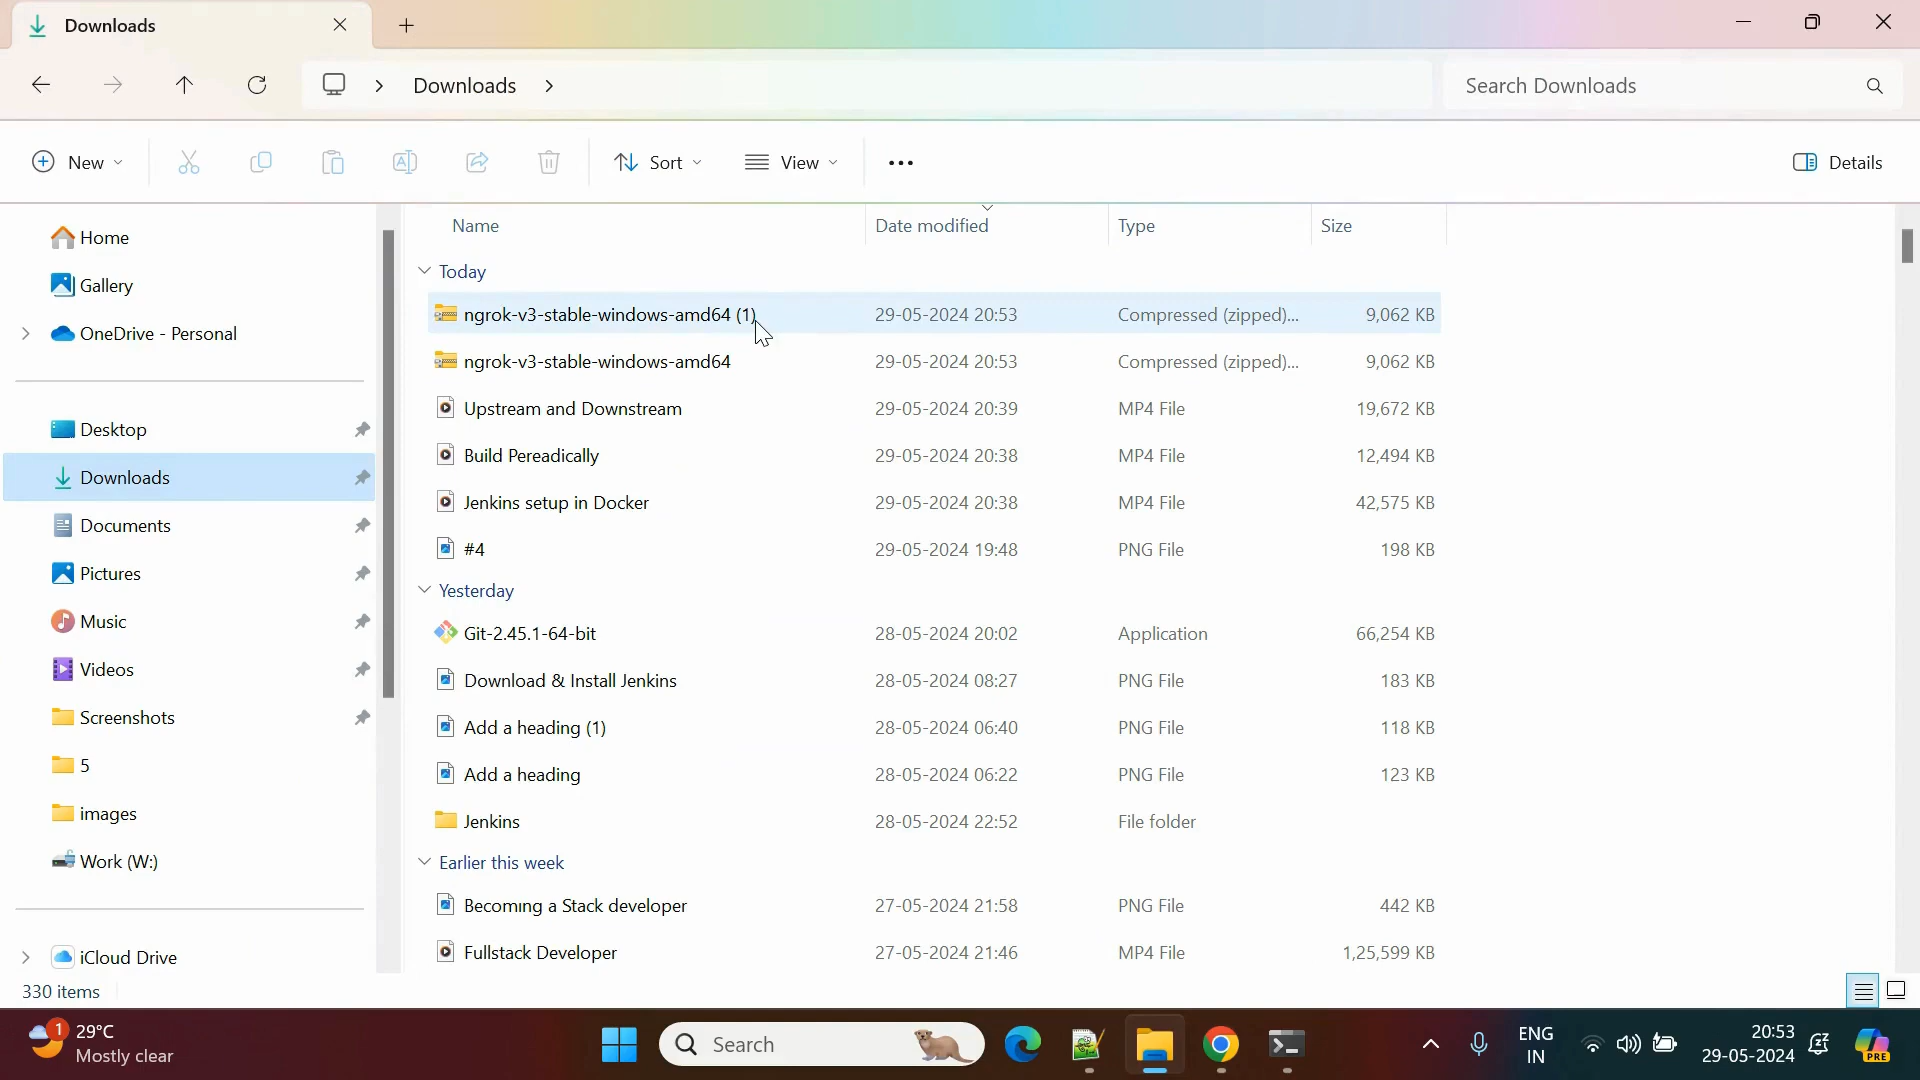 Downloads
Downloads
Search Downloads
New
Sort
View
Details
Name Date modified Type Size
Home
Gallery
OneDrive - Personal
Desktop
Downloads
Documents
Pictures
Music
Videos
Screenshots
5
images
Work (W:)
iCloud Drive
Today
ngrok-v3-stable-windows-amd64 (1) 29-05-2024 20:53 Compressed (zipped)... 9,062 KB
ngrok-v3-stable-windows-amd64 29-05-2024 20:53 Compressed (zipped)... 9,062 KB
Upstream and Downstream 29-05-2024 20:39 MP4 File 19,672 KB
Build Pereadically 29-05-2024 20:38 MP4 File 12,494 KB
Jenkins setup in Docker 29-05-2024 20:38 MP4 File 42,575 KB
#4 29-05-2024 19:48 PNG File 198 KB
Yesterday
Git-2.45.1-64-bit 28-05-2024 20:02 Application 66,254 KB
Download & Install Jenkins 28-05-2024 08:27 PNG File 183 KB
Add a heading (1) 28-05-2024 06:40 PNG File 118 KB
Add a heading 28-05-2024 06:22 PNG File 123 KB
Jenkins 28-05-2024 22:52 File folder
Earlier this week
Becoming a Stack developer 27-05-2024 21:58 PNG File 442 KB
Fullstack Developer 27-05-2024 21:46 MP4 File 1,25,599 KB
330 items
1
29°C
Mostly clear
Search
ENG
IN
20:53
29-05-2024
PRE